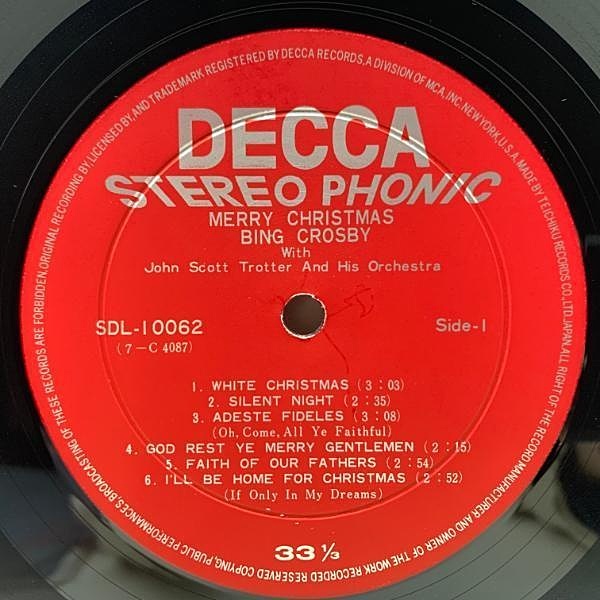 REGISTERED BY DECCA RECORDS, A DIVISION OF MCA, INC. NEW YORK, U.S.A. MADE BY TEICHIKU RECORDS CO., LTD. JAPAN. ALL RIGHT OF THE RECORD MANUFACTURER AND OWNER OF THE WORK RECORDED RESERVED COPYING, PUBLIC PERFORMANCES, BROADCASTING OF THESE RECORDS ARE FORBIDDEN. ORIGINAL RECORDING BY, LICENSED BY, AND TRADEMARK
DECCA
STEREO PHONIC
MERRY CHRISTMAS
BING CROSBY
With
John Scott Trotter And His Orchestra
SDL-10062 Side-1
(7-C 4087)
1. WHITE CHRISTMAS (3:03)
2. SILENT NIGHT (2:35)
3. ADESTE FIDELES (3:08)
(Oh, Come, All Ye Faithful)
4. GOD REST YE MERRY GENTLEMEN (2:15)
5. FAITH OF OUR FATHERS (2:54)
6. I'LL BE HOME FOR CHRISTMAS (2:52)
(If Only In My Dreams)
33 1/3